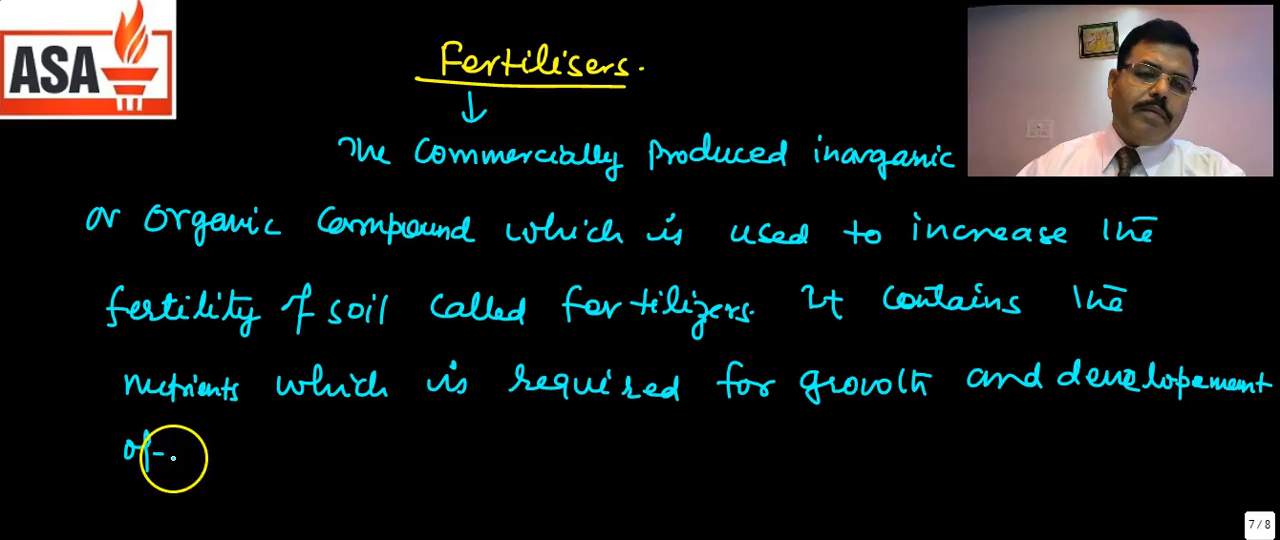 ASA
Fertilisers.
The commercially produced inorganic
or organic compound which is used to increase the
fertility of soil called fertilizers. It contains the
nutrients which is required for growth and developement
of
7/8